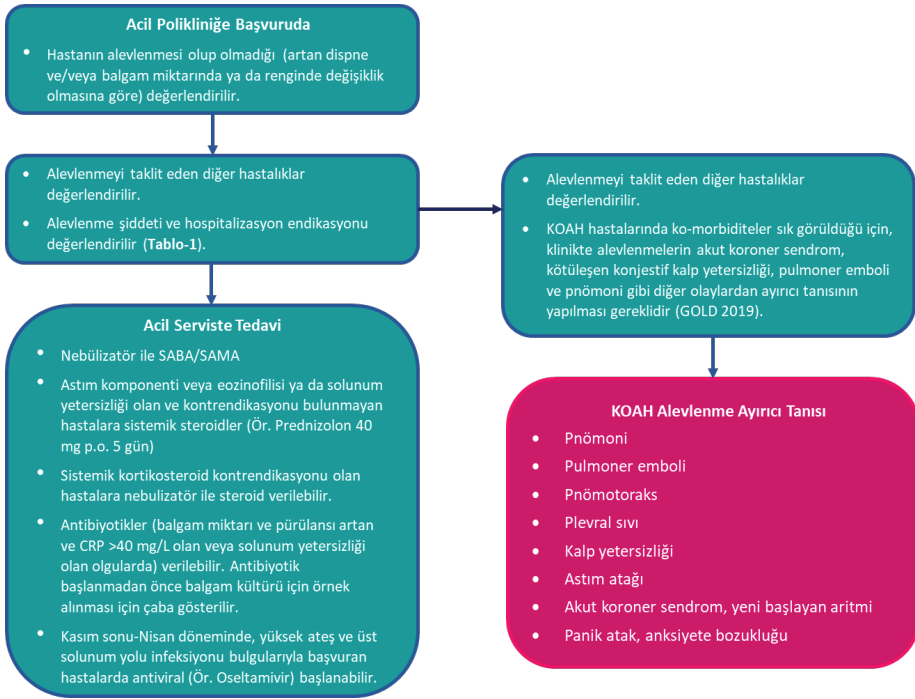 Acil Polikliniğe Başvuruda
• Hastanın alevlenmesi olup olmadığı (artan dispne
ve/veya balgam miktarında ya da renginde değişiklik
olmasına göre) değerlendirilir.
• Alevlenmeyi taklit eden diğer hastalıklar
değerlendirilir.
• Alevlenme şiddeti ve hospitalizasyon endikasyonu
değerlendirilir (Tablo-1).
• Alevlenmeyi taklit eden diğer hastalıklar
değerlendirilir.
• KOAH hastalarında ko-morbiditeler sık görüldüğü için,
klinikte alevlenmelerin akut koroner sendrom,
kötüleşen konjestif kalp yetersizliği, pulmoner emboli
ve pnömoni gibi diğer olaylardan ayırıcı tanısının
yapılması gereklidir (GOLD 2019).
Acil Serviste Tedavi
• Nebülizatör ile SABA/SAMA
• Astım komponenti veya eozinofilisi ya da solunum
yetersizliği olan ve kontrendikasyonu bulunmayan
hastalara sistemik steroidler (Ör. Prednizolon 40
mg p.o. 5 gün)
• Sistemik kortikosteroid kontrendikasyonu olan
hastalara nebulizatör ile steroid verilebilir.
• Antibiyotikler (balgam miktarı ve pürülansı artan
ve CRP >40 mg/L olan veya solunum yetersizliği
olan olgularda) verilebilir. Antibiyotik
başlanmadan önce balgam kültürü için örnek
alınması için çaba gösterilir.
• Kasım sonu-Nisan döneminde, yüksek ateş ve üst
solunum yolu infeksiyonu bulgularıyla başvuran
hastalarda antiviral (Ör. Oseltamivir) başlanabilir.
KOAH Alevlenme Ayırıcı Tanısı
• Pnömoni
• Pulmoner emboli
• Pnömotoraks
• Plevral sıvı
• Kalp yetersizliği
• Astım atağı
• Akut koroner sendrom, yeni başlayan aritmi
• Panik atak, anksiyete bozukluğu